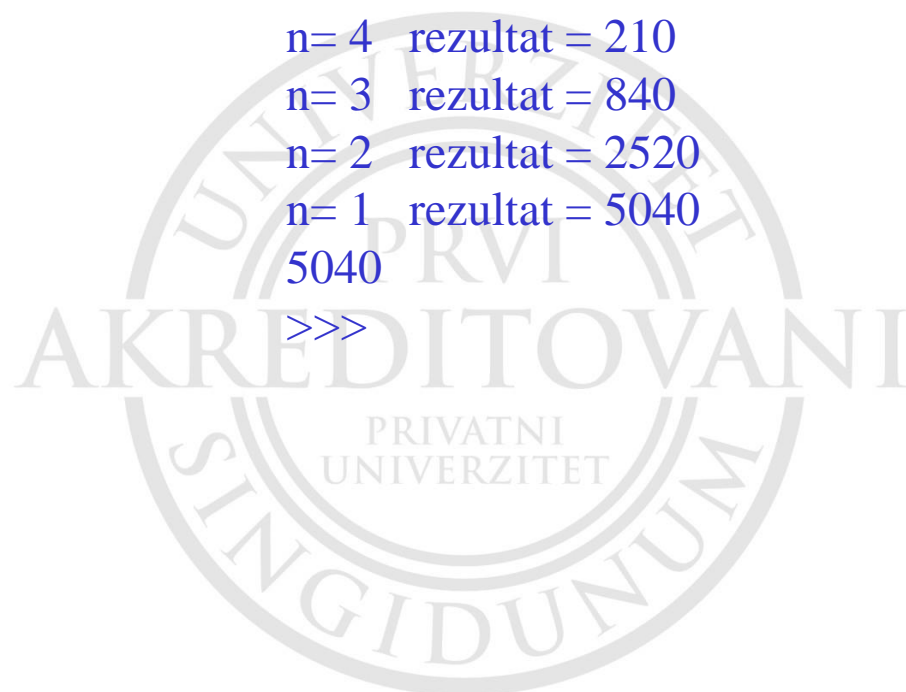 n= 4 rezultat = 210
n= 3 rezultat = 840
n= 2 rezultat = 2520
n= 1 rezultat = 5040
5040
>>>
UNIVERZITET
PRVI
AKREDITOVANI
PRIVATNI
UNIVERZITET
SINGIDUNUM